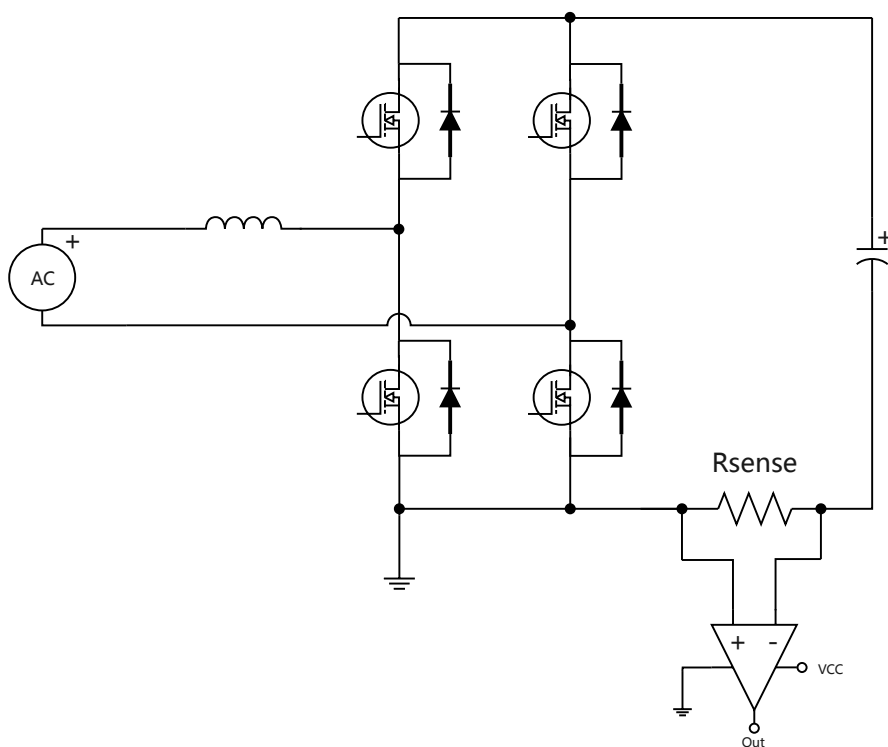 +
AC
+
Rsense
+ -
VCC
Out